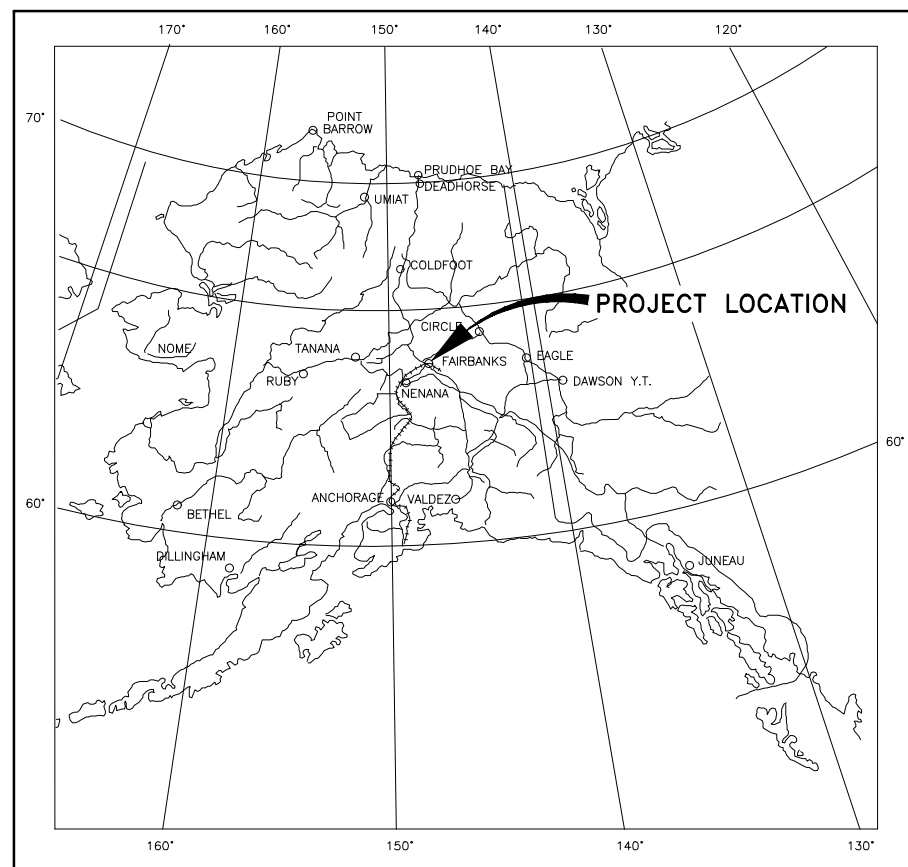 170°
160°
150°
140°
130°
120°
70°
POINT
BARROW
PRUDHOE BAY
DEADHORSE
UMIAT
COLDFOOT
PROJECT LOCATION
CIRCLE
NOME
TANANA
FAIRBANKS
EAGLE
RUBY
DAWSON Y.T.
NENANA
60°
ANCHORAGE
VALDEZ
60°
BETHEL
DILLINGHAM
JUNEAU
160°
150°
140°
130°